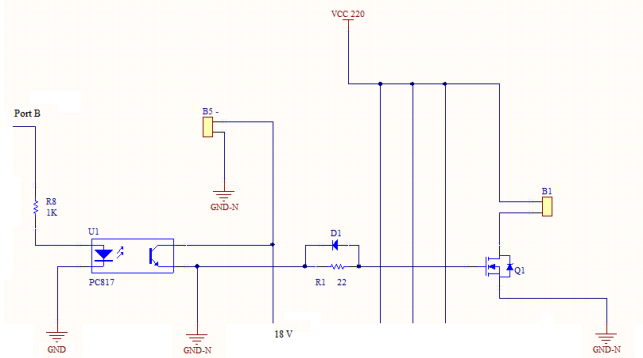 VCC 220
Port B
B5 -
R8
1K
GND-N
B1
U1
D1
PC817
R1 22
Q1
GND
GND-N
18 V
GND-N